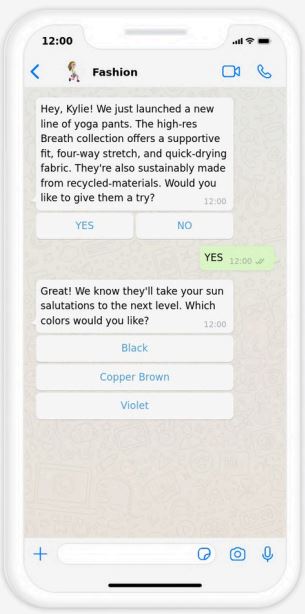 12:00
Fashion
Hey, Kylie! We just launched a new
line of yoga pants. The high-res
Breath collection offers a supportive
fit, four-way stretch, and quick-drying
fabric. They're also sustainably made
from recycled-materials. Would you
like to give them a try?
12:00
YES NO
YES 12:00
Great! We know they'll take your sun
salutations to the next level. Which
colors would you like?
12:00
Black
Copper Brown
Violet